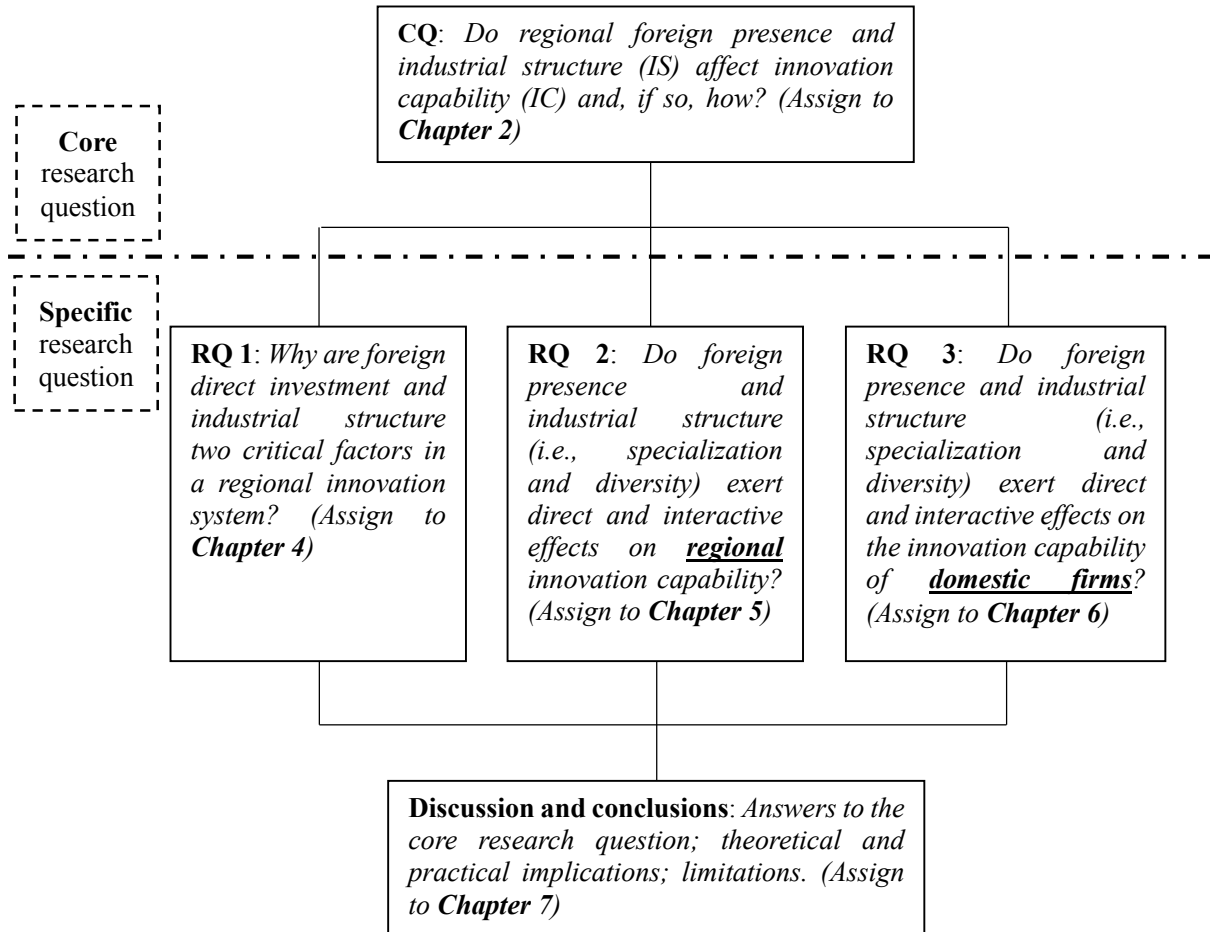 CQ: Do regional foreign presence and
industrial structure (IS) affect innovation
capability (IC) and, if so, how? (Assign to
Chapter 2)
Core
research
question
Specific
research
question
RQ 1: Why are foreign
direct investment and
industrial structure
two critical factors in
a regional innovation
system? (Assign to
Chapter 4)
RQ 2: Do foreign
presence and
industrial structure
(i.e., specialization
and diversity) exert
direct and interactive
effects on regional
innovation capability?
(Assign to Chapter 5)
RQ 3: Do foreign
presence and industrial
structure (i.e.,
specialization and
diversity) exert direct
and interactive effects on
the innovation capability
of domestic firms?
(Assign to Chapter 6)
Discussion and conclusions: Answers to the
core research question; theoretical and
practical implications; limitations. (Assign
to Chapter 7)